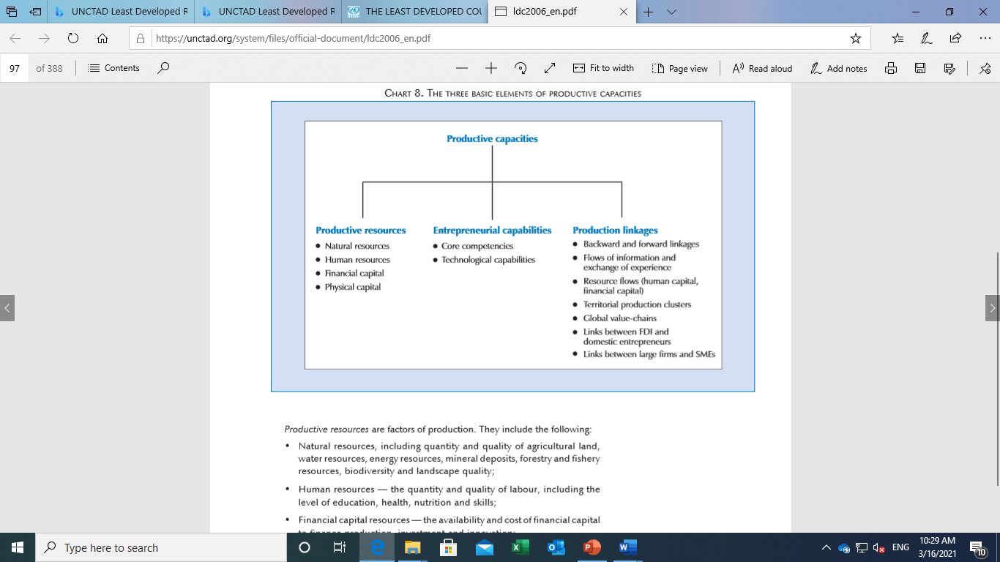 UNCTAD Least Developed R
UNCTAD Least Developed R
THE LEAST DEVELOPED COU
ldc2006_en.pdf
https://unctad.org/system/files/official-document/ldc2006_en.pdf
97 of 388
Contents
Fit to width
Page view
Read aloud
Add notes
CHART 8. THE THREE BASIC ELEMENTS OF PRODUCTIVE CAPACITIES
Productive capacities
Productive resources
• Natural resources
• Human resources
• Financial capital
• Physical capital
Entrepreneurial capabilities
• Core competencies
• Technological capabilities
Production linkages
• Backward and forward linkages
• Flows of information and
exchange of experience
• Resource flows (human capital,
financial capital)
• Territorial production clusters
• Global value-chains
• Links between FDI and
domestic entrepreneurs
• Links between large firms and SMEs
Productive resources are factors of production. They include the following:
• Natural resources, including quantity and quality of agricultural land,
water resources, energy resources, mineral deposits, forestry and fishery
resources, biodiversity and landscape quality;
• Human resources — the quantity and quality of labour, including the
level of education, health, nutrition and skills;
• Financial capital resources — the availability and cost of financial capital
to finance production, investment and innovation;
Type here to search
ENG
10:29 AM
3/16/2021
10